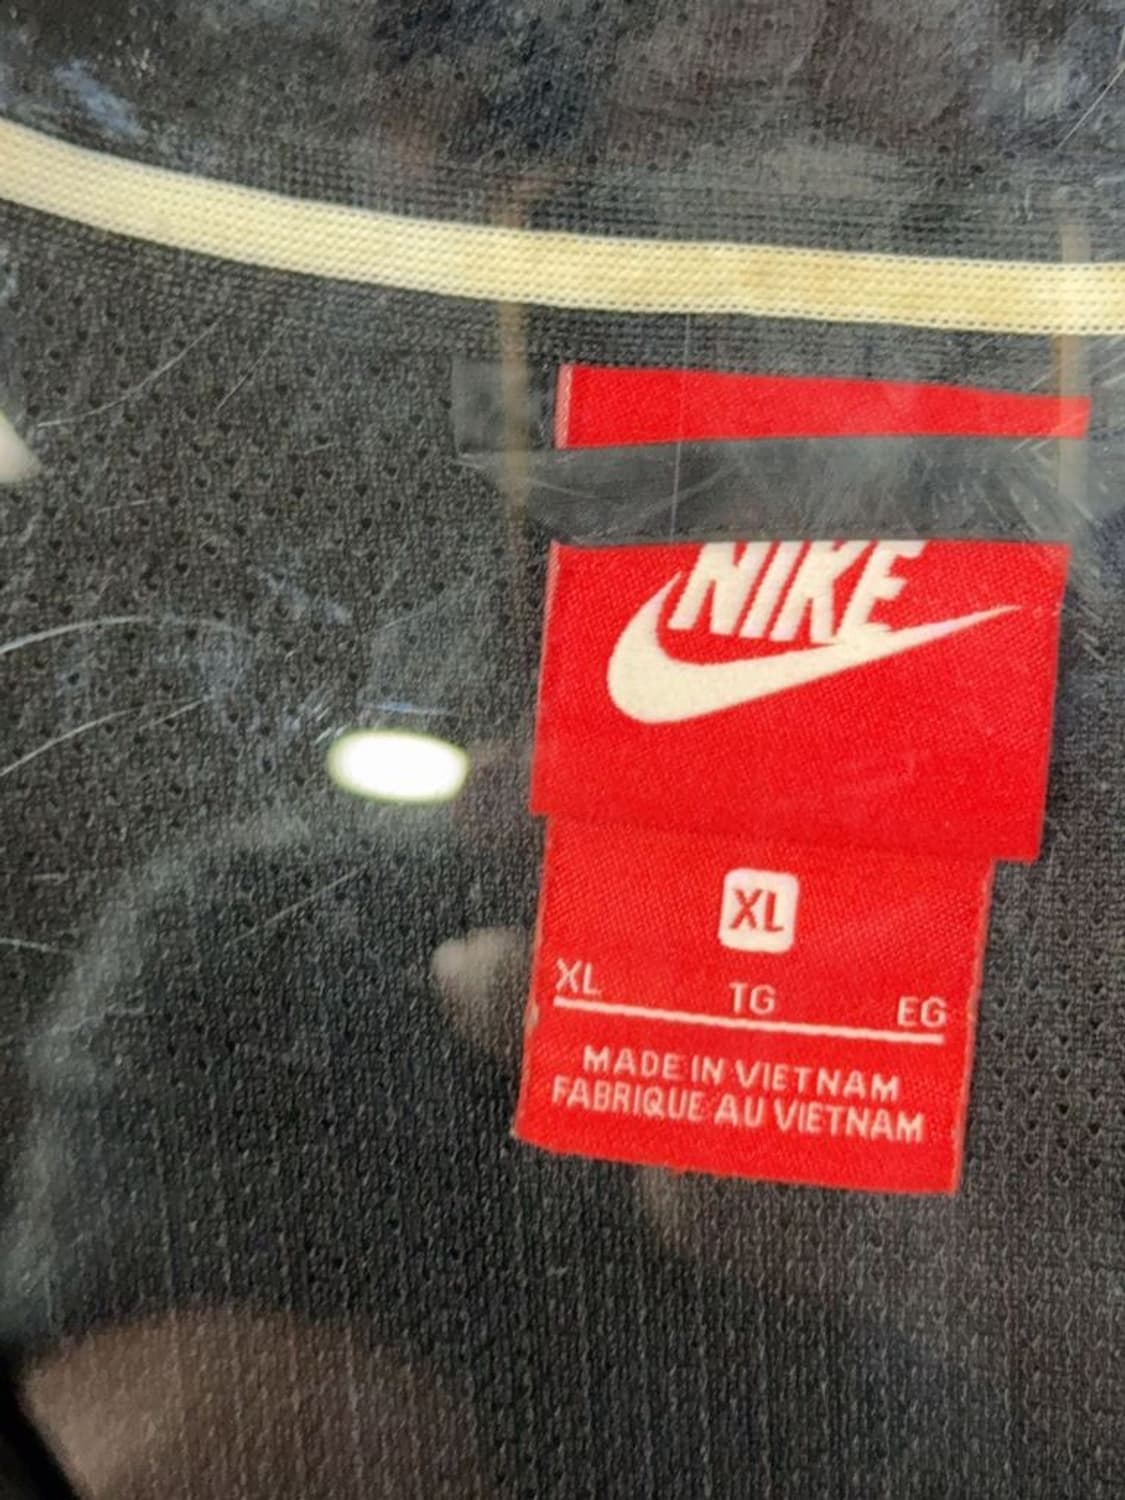 NIKE
XL
XL TG EG
MADE IN VIETNAM
FABRIQUE AU VIETNAM